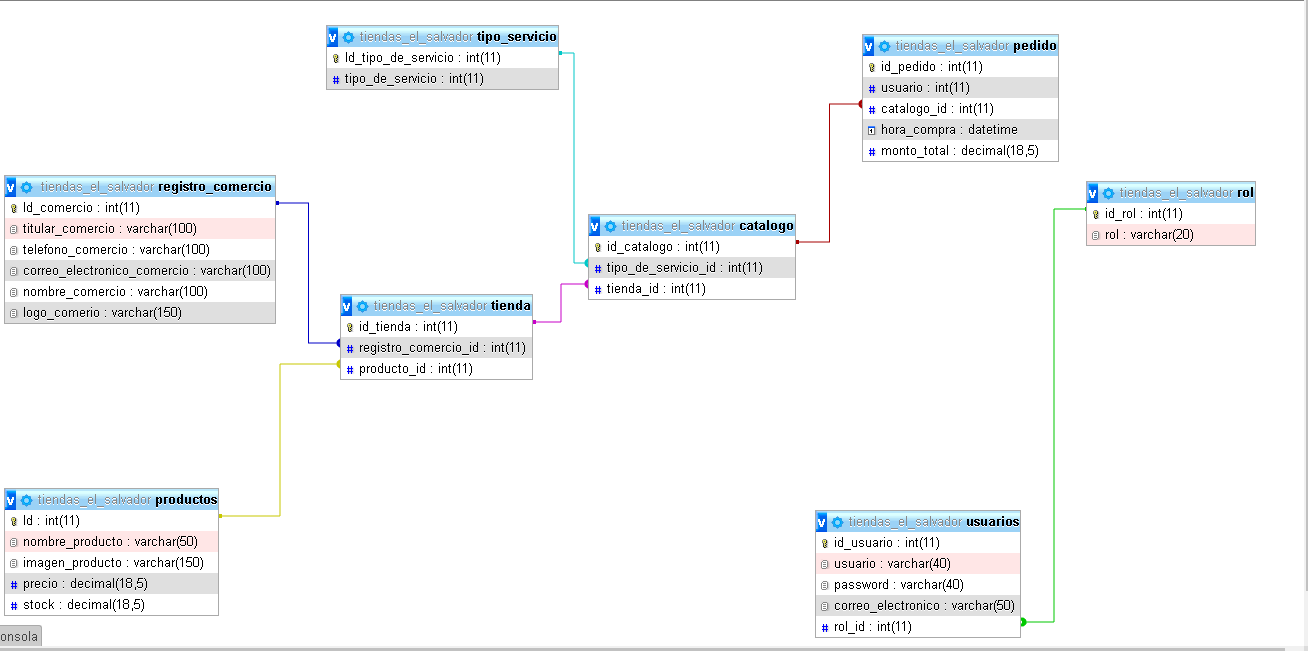 v tiendas_el_salvador tipo_servicio
Id_tipo_de_servicio : int(11)
# tipo_de_servicio : int(11)
v tiendas_el_salvador pedido
id_pedido : int(11)
# usuario : int(11)
# catalogo_id : int(11)
hora_compra : datetime
# monto_total : decimal(18,5)
v tiendas_el_salvador registro_comercio
Id_comercio : int(11)
titular_comercio : varchar(100)
telefono_comercio : varchar(100)
correo_electronico_comercio : varchar(100)
nombre_comercio : varchar(100)
logo_comerio : varchar(150)
v tiendas_el_salvador rol
id_rol : int(11)
rol : varchar(20)
v tiendas_el_salvador catalogo
id_catalogo : int(11)
# tipo_de_servicio_id : int(11)
# tienda_id : int(11)
v tiendas_el_salvador tienda
id_tienda : int(11)
# registro_comercio_id : int(11)
# producto_id : int(11)
v tiendas_el_salvador productos
Id : int(11)
nombre_producto : varchar(50)
imagen_producto : varchar(150)
# precio : decimal(18,5)
# stock : decimal(18,5)
v tiendas_el_salvador usuarios
id_usuario : int(11)
usuario : varchar(40)
password : varchar(40)
correo_electronico : varchar(50)
# rol_id : int(11)
onsola